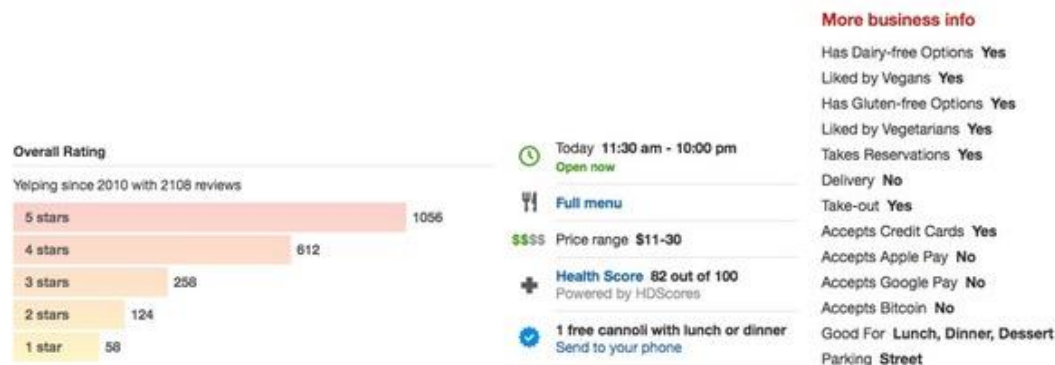 Overall Rating
Yelping since 2010 with 2108 reviews
5 stars 1056
4 stars 612
3 stars 258
2 stars 124
1 star 58
Today 11:30 am - 10:00 pm
Open now
Full menu
$$$$ Price range $11-30
Health Score 82 out of 100
Powered by HDScores
1 free cannoli with lunch or dinner
Send to your phone
More business info
Has Dairy-free Options Yes
Liked by Vegans Yes
Has Gluten-free Options Yes
Liked by Vegetarians Yes
Takes Reservations Yes
Delivery No
Take-out Yes
Accepts Credit Cards Yes
Accepts Apple Pay No
Accepts Google Pay No
Accepts Bitcoin No
Good For Lunch, Dinner, Dessert
Parking Street